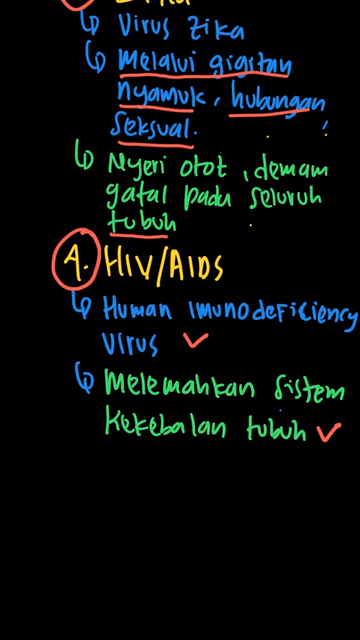 Virus zika
Melalui gigitan
nyamuk, hubungan
seksual.
Nyeri otot, demam
gatal pada seluruh
tubuh
4. HIV/AIDS
Human imunodeficiency
Virus
Melemahkan sistem
kekebalan tubuh